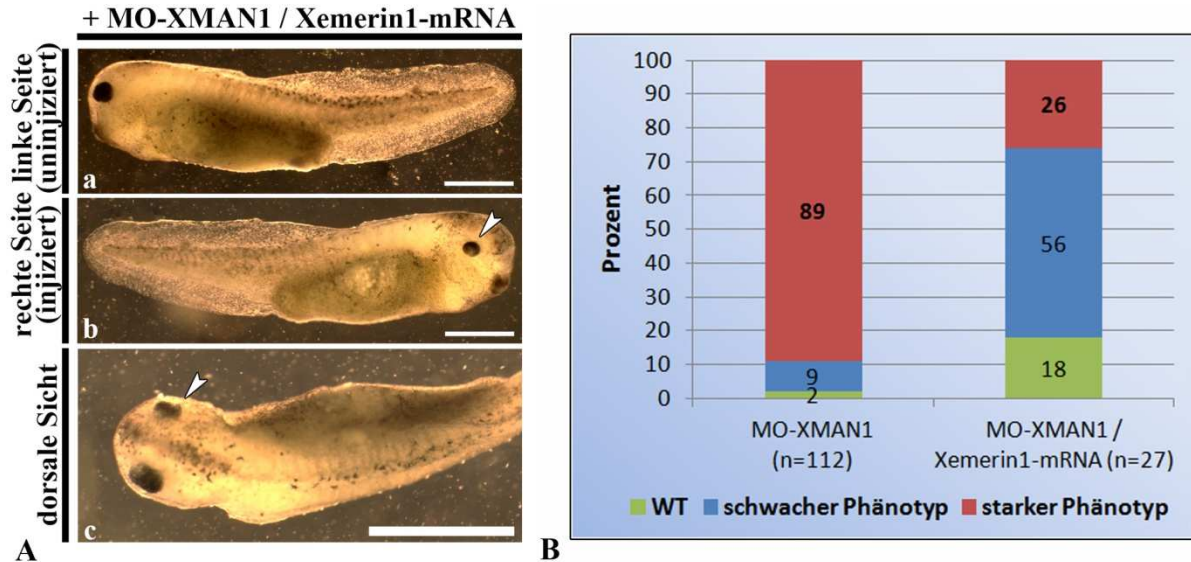 + MO-XMAN1 / Xemerin1-mRNA
linke Seite
(uninjiziert)
a
rechte Seite
(injiziert)
b
dorsale Sicht
c
A
Prozent
100
90
80
70
60
50
40
30
20
10
0
89
9
2
26
56
18
MO-XMAN1
(n=112)
MO-XMAN1 /
Xemerin1-mRNA (n=27)
WT
schwacher Phänotyp
starker Phänotyp
B